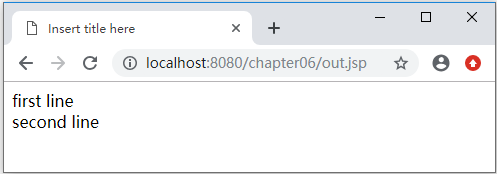 Insert title here
localhost:8080/chapter06/out.jsp
first line
second line